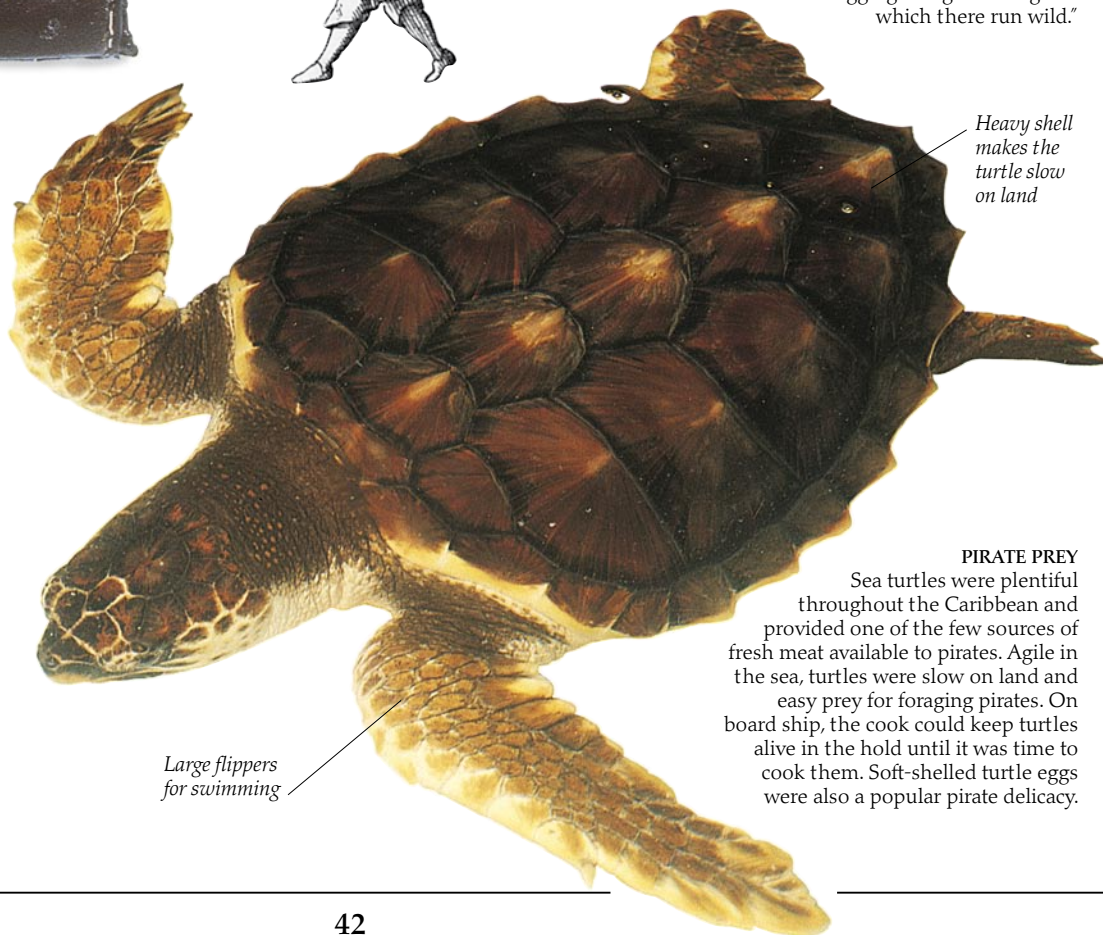 which there run wild.”
Heavy shell
makes the
turtle slow
on land
PIRATE PREY
Sea turtles were plentiful
throughout the Caribbean and
provided one of the few sources of
fresh meat available to pirates. Agile in
the sea, turtles were slow on land and
easy prey for foraging pirates. On
board ship, the cook could keep turtles
alive in the hold until it was time to
cook them. Soft-shelled turtle eggs
were also a popular pirate delicacy.
Large flippers
for swimming
42